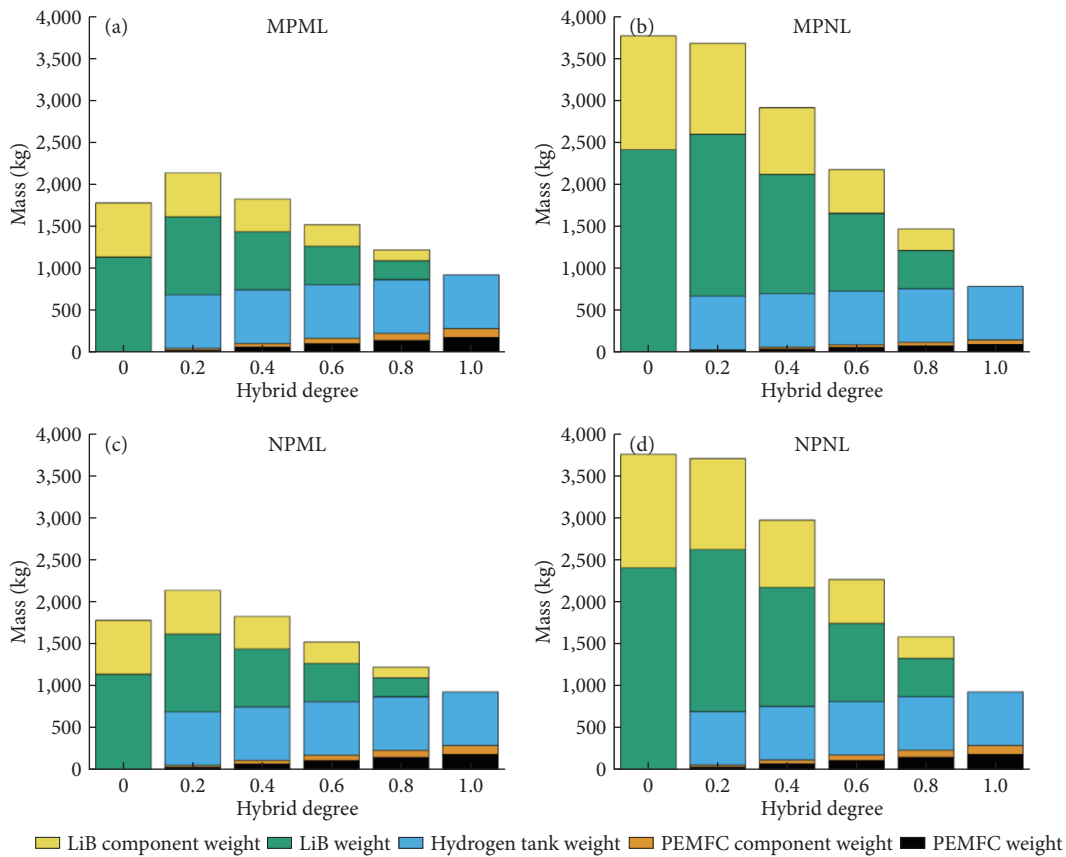 (a) MPML
4,000
3,500
3,000
2,500
2,000
1,500
1,000
500
0
Mass (kg)
0 0.2 0.4 0.6 0.8 1.0
Hybrid degree
(b) MPNL
4,000
3,500
3,000
2,500
2,000
1,500
1,000
500
0
Mass (kg)
0 0.2 0.4 0.6 0.8 1.0
Hybrid degree
(c) NPML
4,000
3,500
3,000
2,500
2,000
1,500
1,000
500
0
Mass (kg)
0 0.2 0.4 0.6 0.8 1.0
Hybrid degree
(d) NPNL
4,000
3,500
3,000
2,500
2,000
1,500
1,000
500
0
Mass (kg)
0 0.2 0.4 0.6 0.8 1.0
Hybrid degree
LiB component weight LiB weight Hydrogen tank weight PEMFC component weight PEMFC weight